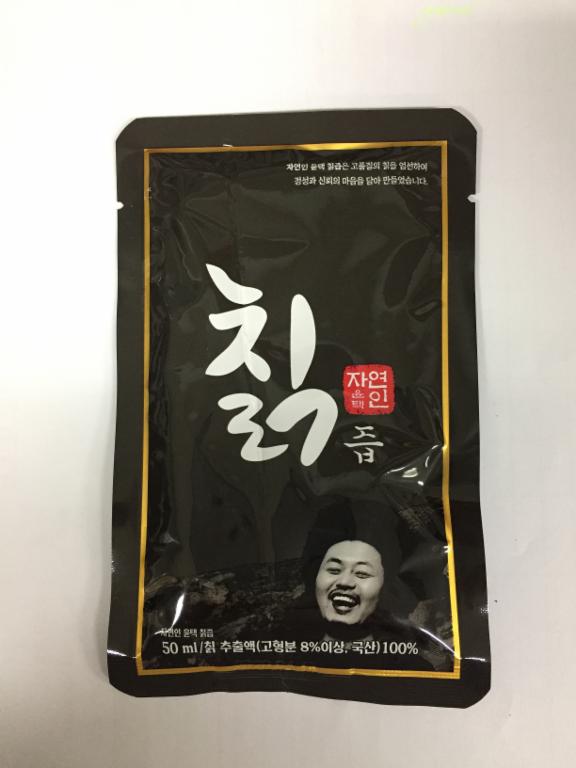 자연인 윤택 칡즙은 고품질의 칡을 엄선하여
정성과 신뢰의 마음을 담아 만들었습니다.
칡
자연인
윤택
즙
자연인 윤택 칡즙
50 ml/칡 추출액(고형분 8%이상, 국산)100%